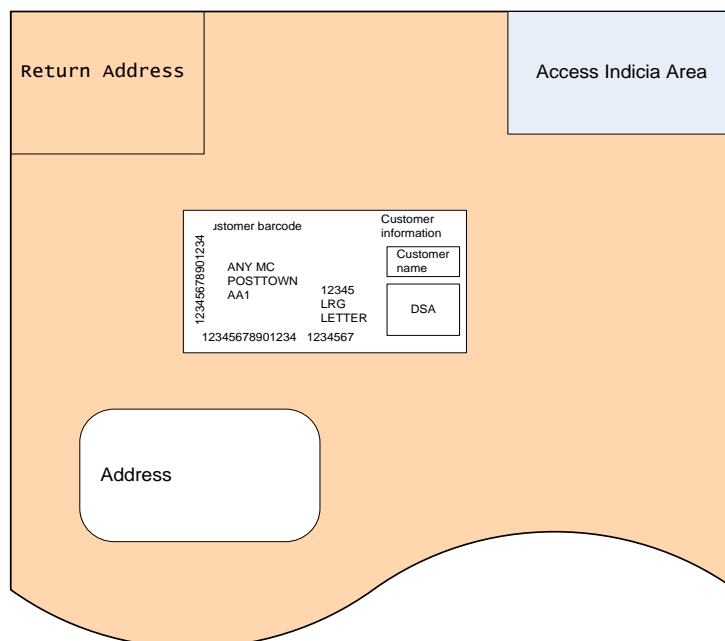 Return Address
Access Indicia Area
ustomer barcode
Customer
information
Customer
name
12345678901234
ANY MC
POSTTOWN
AA1
12345
LRG
LETTER
DSA
12345678901234 1234567
Address